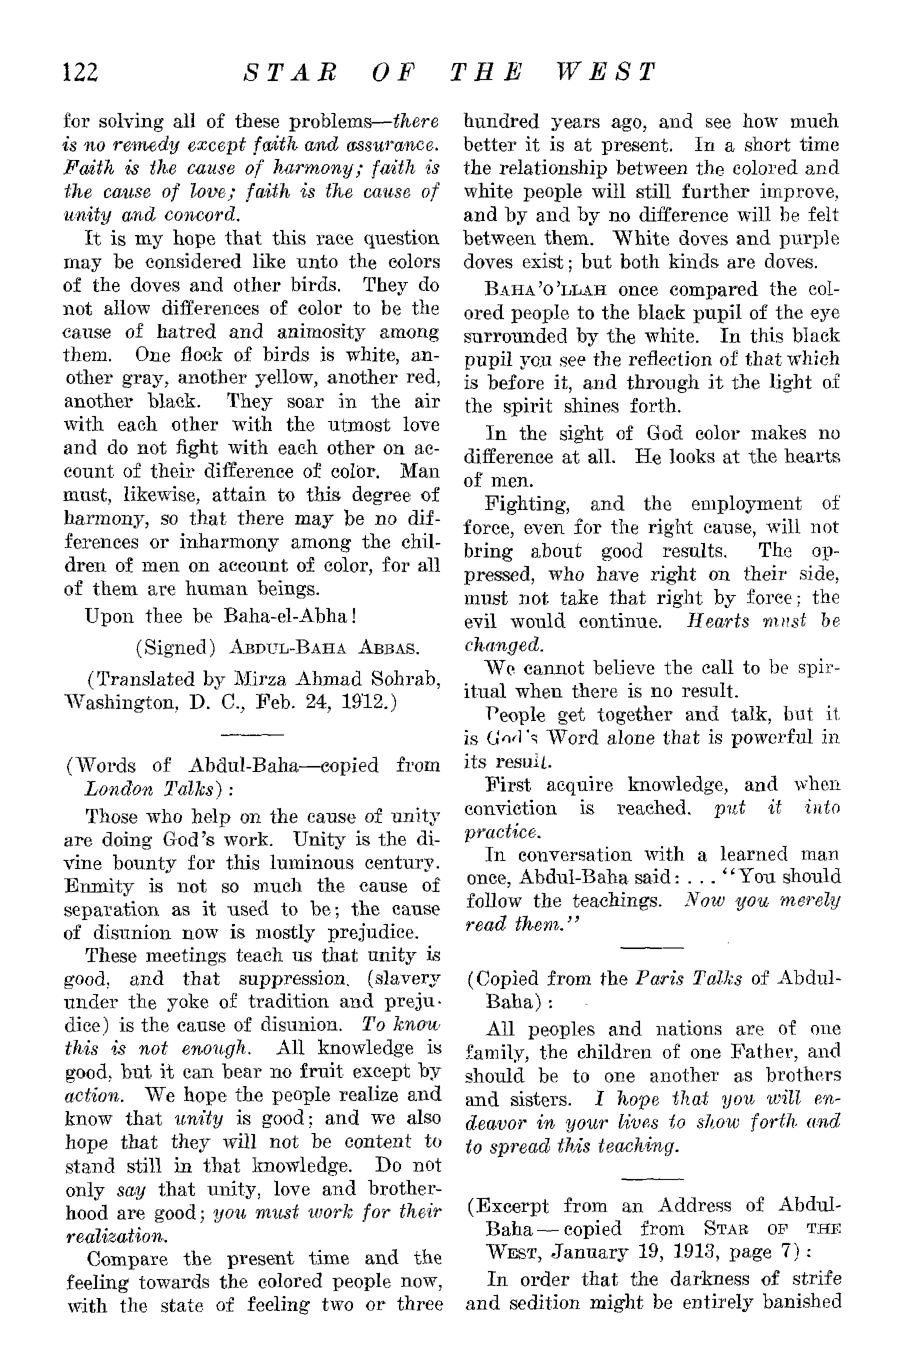 122 STAR OF THE WEST
for solving all of these problems—there
is no remedy except faith and assurance.
Faith is the cause of harmony; faith is
the cause of love; faith is the cause of
unity and concord.
It is my hope that this race question
may be considered like unto the colors
of the doves and other birds. They do
not allow differences of color to be the
cause of hatred and animosity among
them. One flock of birds is white, an-
other gray, another yellow, another red,
another black. They soar in the air
with each other with the utmost love
and do not fight with each other on ac-
count of their difference of color. Man
must, likewise, attain to this degree of
harmony, so that there may be no dif-
ferences or inharmony among the chil-
dren of men on account of color, for all
of them are human beings.
Upon thee be Baha-el-Abha!
(Signed) ABDUL-BAHA ABBAS.
(Translated by Mirza Ahmad Sohrab,
Washington, D. C., Feb. 24, 1912.)
(Words of Abdul-Baha—copied from
London Talks):
Those who help on the cause of unity
are doing God's work. Unity is the di-
vine bounty for this luminous century.
Enmity is not so much the cause of
separation as it used to be; the cause
of disunion now is mostly prejudice.
These meetings teach us that unity is
good, and that suppression. (slavery
under the yoke of tradition and preju-
dice) is the cause of disunion. To know
this is not enough. All knowledge is
good, but it can bear no fruit except by
action. We hope the people realize and
know that unity is good; and we also
hope that they will not be content to
stand still in that knowledge. Do not
only say that unity, love and brother-
hood are good; you must work for their
realization.
Compare the present time and the
feeling towards the colored people now,
with the state of feeling two or three
hundred years ago, and see how much
better it is at present. In a short time
the relationship between the colored and
white people will still further improve,
and by and by no difference will be felt
between them. White doves and purple
doves exist; but both kinds are doves.
BAHA'O'LLAH once compared the col-
ored people to the black pupil of the eye
surrounded by the white. In this black
pupil you see the reflection of that which
is before it, and through it the light of
the spirit shines forth.
In the sight of God color makes no
difference at all. He looks at the hearts
of men.
Fighting, and the employment of
force, even for the right cause, will not
bring about good results. The op-
pressed, who have right on their side,
must not take that right by force; the
evil would continue. Hearts must be
changed.
We cannot believe the call to be spir-
itual when there is no result.
People get together and talk, but it
is God's Word alone that is powerful in
its result.
First acquire knowledge, and when
conviction is reached, put it into
practice.
In conversation with a learned man
once, Abdul-Baha said: . . . "You should
follow the teachings. Now you merely
read them."
(Copied from the Paris Talks of Abdul-
Baha):
All peoples and nations are of one
family, the children of one Father, and
should be to one another as brothers
and sisters. I hope that you will en-
deavor in your lives to show forth and
to spread this teaching.
(Excerpt from an Address of Abdul-
Baha—copied from STAR OF THE
WEST, January 19, 1913, page 7):
In order that the darkness of strife
and sedition might be entirely banished